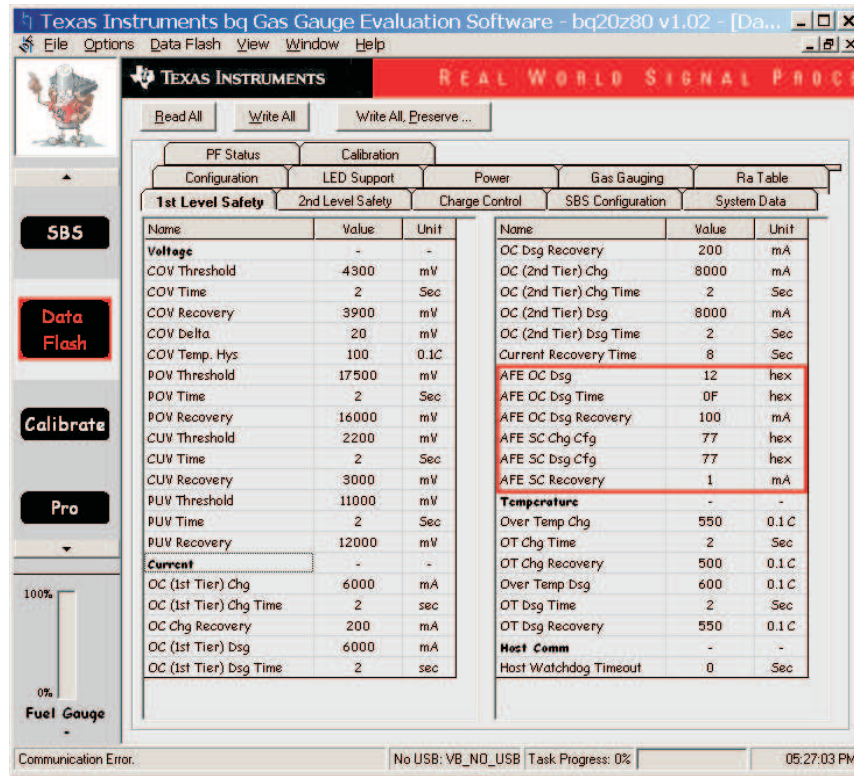 Texas Instruments bq Gas Gauge Evaluation Software - bq20z80 v1.02 - [Da...
File Options Data Flash View Window Help
TEXAS INSTRUMENTS REAL WORLD SIGNAL PROCE
Read All Write All Write All, Preserve ...
PF Status Calibration
Configuration LED Support Power Gas Gauging Ra Table
1st Level Safety 2nd Level Safety Charge Control SBS Configuration System Data
SBS
Data
Flash
Calibrate
Pro
100%
0%
Fuel Gauge
-
Name Value Unit
Voltage - -
COV Threshold 4300 mV
COV Time 2 Sec
COV Recovery 3900 mV
COV Delta 20 mV
COV Temp. Hys 100 0.1C
POV Threshold 17500 mV
POV Time 2 Sec
POV Recovery 16000 mV
CUV Threshold 2200 mV
CUV Time 2 Sec
CUV Recovery 3000 mV
PUV Threshold 11000 mV
PUV Time 2 Sec
PUV Recovery 12000 mV
Current - -
OC (1st Tier) Chg 6000 mA
OC (1st Tier) Chg Time 2 sec
OC Chg Recovery 200 mA
OC (1st Tier) Dsg 6000 mA
OC (1st Tier) Dsg Time 2 sec
Name Value Unit
OC Dsg Recovery 200 mA
OC (2nd Tier) Chg 8000 mA
OC (2nd Tier) Chg Time 2 Sec
OC (2nd Tier) Dsg 8000 mA
OC (2nd Tier) Dsg Time 2 Sec
Current Recovery Time 8 Sec
AFE OC Dsg 12 hex
AFE OC Dsg Time 0F hex
AFE OC Dsg Recovery 100 mA
AFE SC Chg Cfg 77 hex
AFE SC Dsg Cfg 77 hex
AFE SC Recovery 1 mA
Temperature - -
Over Temp Chg 550 0.1C
OT Chg Time 2 Sec
OT Chg Recovery 500 0.1C
Over Temp Dsg 600 0.1C
OT Dsg Time 2 Sec
OT Dsg Recovery 550 0.1C
Host Comm - -
Host Watchdog Timeout 0 Sec
Communication Error. No USB: VB_NO_USB Task Progress: 0% 05:27:03 PM